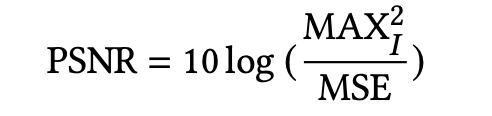 PSNR = 10 log (MAX_I^2 / MSE)